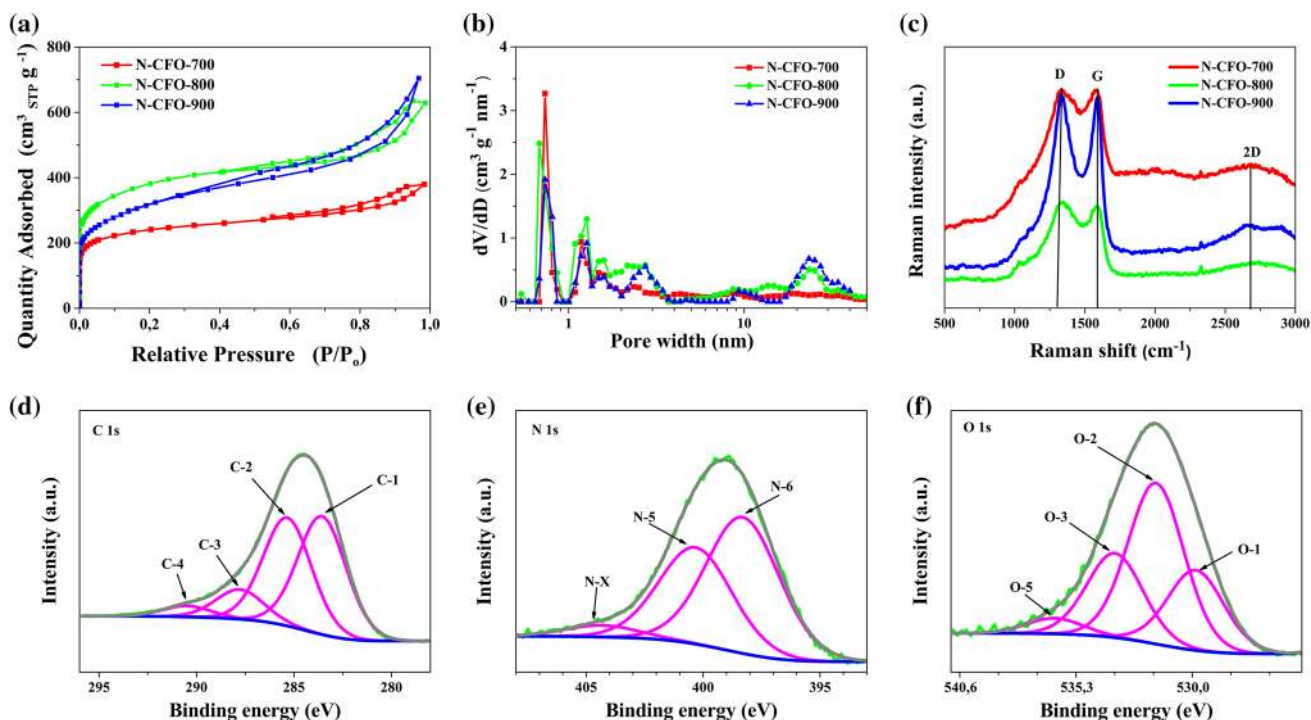 (a)
800
600
400
200
0
0,0
0,2
0,4
0,6
0,8
1,0
N-CFO-700
N-CFO-800
N-CFO-900
Quantity Adsorbed (cm³ STP g⁻¹)
Relative Pressure (P/Po)
(b)
4
3
2
1
0
1
10
N-CFO-700
N-CFO-800
N-CFO-900
dV/dD (cm³ g⁻¹ nm⁻¹)
Pore width (nm)
(c)
D
G
2D
N-CFO-700
N-CFO-800
N-CFO-900
500
1000
1500
2000
2500
3000
Raman intensity (a.u.)
Raman shift (cm⁻¹)
(d)
C 1s
C-2
C-1
C-3
C-4
295
290
285
280
Intensity (a.u.)
Binding energy (eV)
(e)
N 1s
N-6
N-5
N-X
405
400
395
Intensity (a.u.)
Binding energy (eV)
(f)
O 1s
O-2
O-3
O-1
O-5
540,6
535,3
530,0
Intensity (a.u.)
Binding energy (eV)